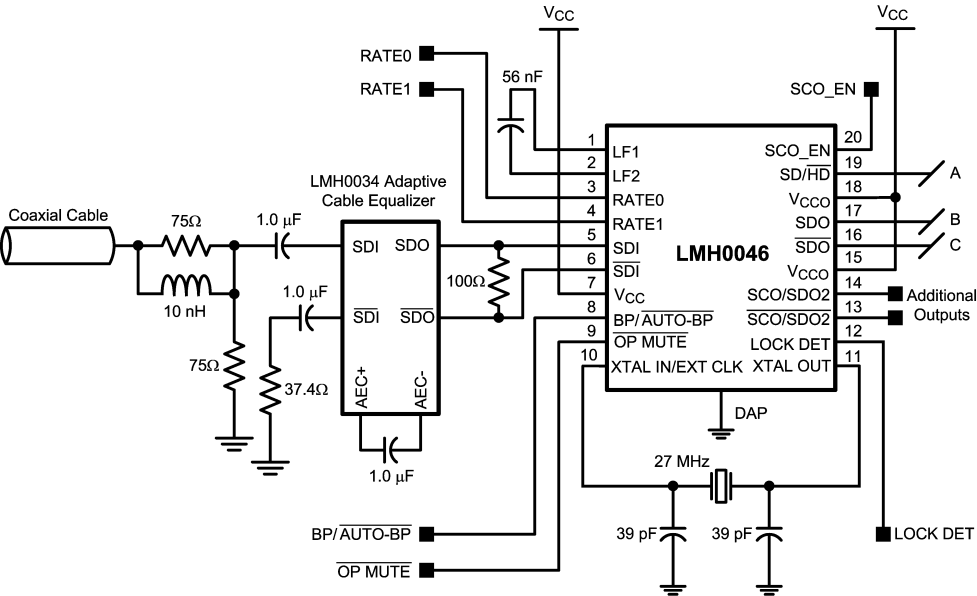 VCC
VCC
RATE0
RATE1
56 nF
SCO_EN
LMH0034 Adaptive
Cable Equalizer
Coaxial Cable
75Ω
1.0 μF
10 nH
1.0 μF
75Ω
37.4Ω
SDI
SDO
SDI
SDO
AEC+
AEC-
1.0 μF
100Ω
1
LF1
2
LF2
3
RATE0
4
RATE1
5
SDI
6
SDI
7
VCC
8
BP/AUTO-BP
9
OP MUTE
10
XTAL IN/EXT CLK
LMH0046
20
SCO_EN
19
SD/HD
A
18
VCCO
17
SDO
B
16
SDO
C
15
VCCO
14
SCO/SDO2
13
SCO/SDO2
Additional
Outputs
12
LOCK DET
11
XTAL OUT
DAP
27 MHz
39 pF
39 pF
BP/AUTO-BP
OP MUTE
LOCK DET